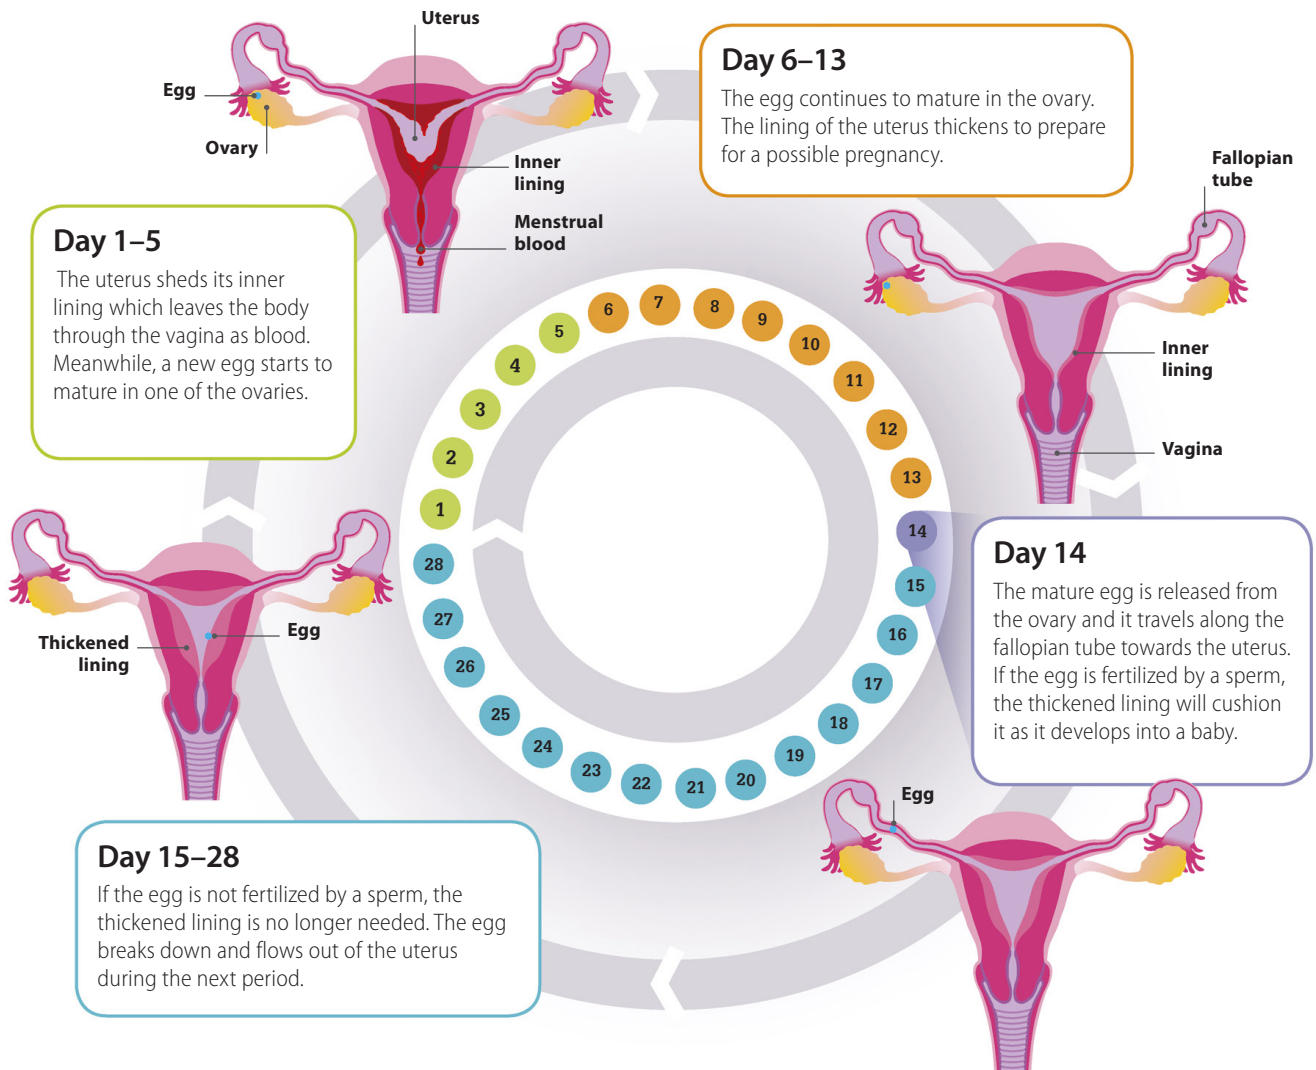 Uterus
Egg
Ovary
Inner
lining
Menstrual
blood
Day 1–5
The uterus sheds its inner
lining which leaves the body
through the vagina as blood.
Meanwhile, a new egg starts to
mature in one of the ovaries.
Day 6–13
The egg continues to mature in the ovary.
The lining of the uterus thickens to prepare
for a possible pregnancy.
Fallopian
tube
Inner
lining
Vagina
1
2
3
4
5
6
7
8
9
10
11
12
13
14
15
16
17
18
19
20
21
22
23
24
25
26
27
28
Day 14
The mature egg is released from
the ovary and it travels along the
fallopian tube towards the uterus.
If the egg is fertilized by a sperm,
the thickened lining will cushion
it as it develops into a baby.
Egg
Day 15–28
If the egg is not fertilized by a sperm, the
thickened lining is no longer needed. The egg
breaks down and flows out of the uterus
during the next period.
Thickened
lining
Egg